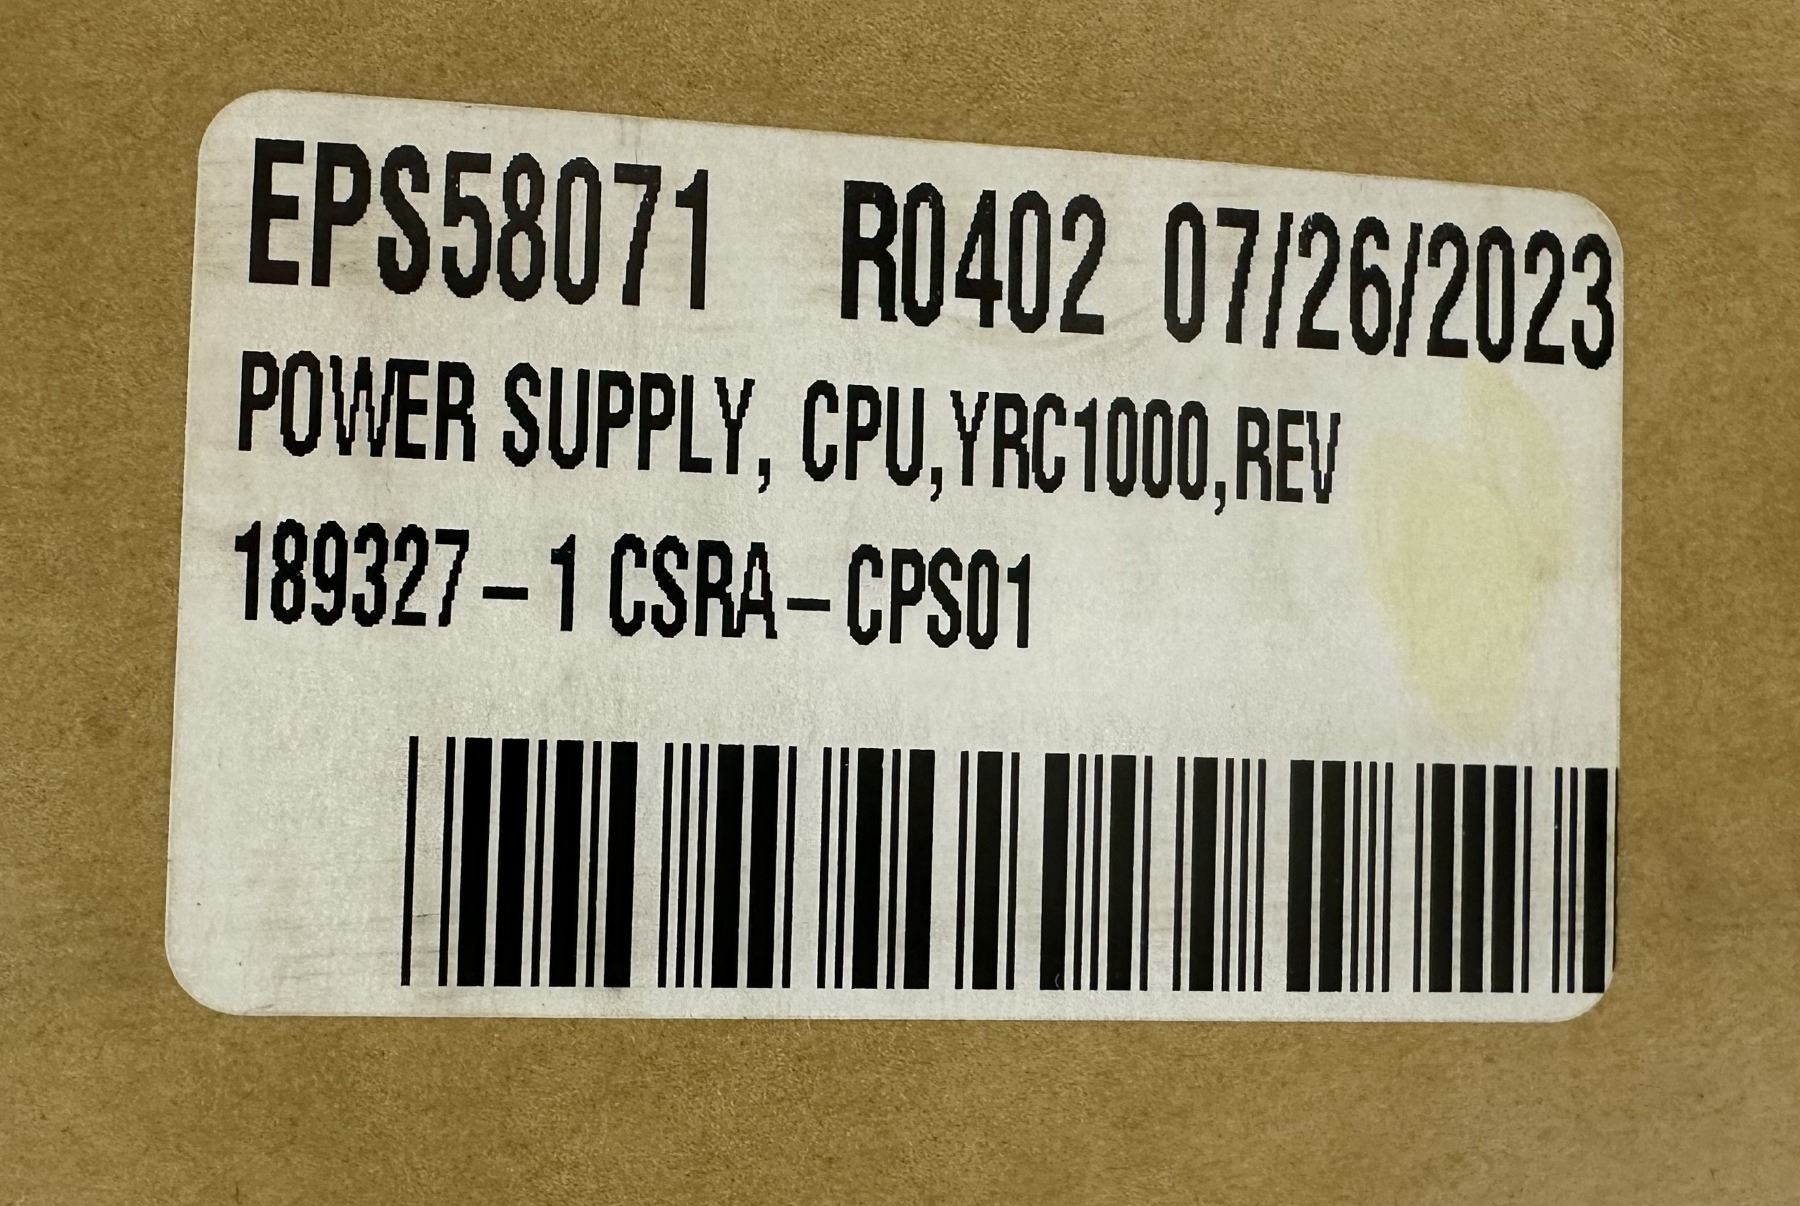 EPS58071 R0402 07/26/2023
POWER SUPPLY, CPU,YRC1000,REV
189327-1 CSRA-CPS01